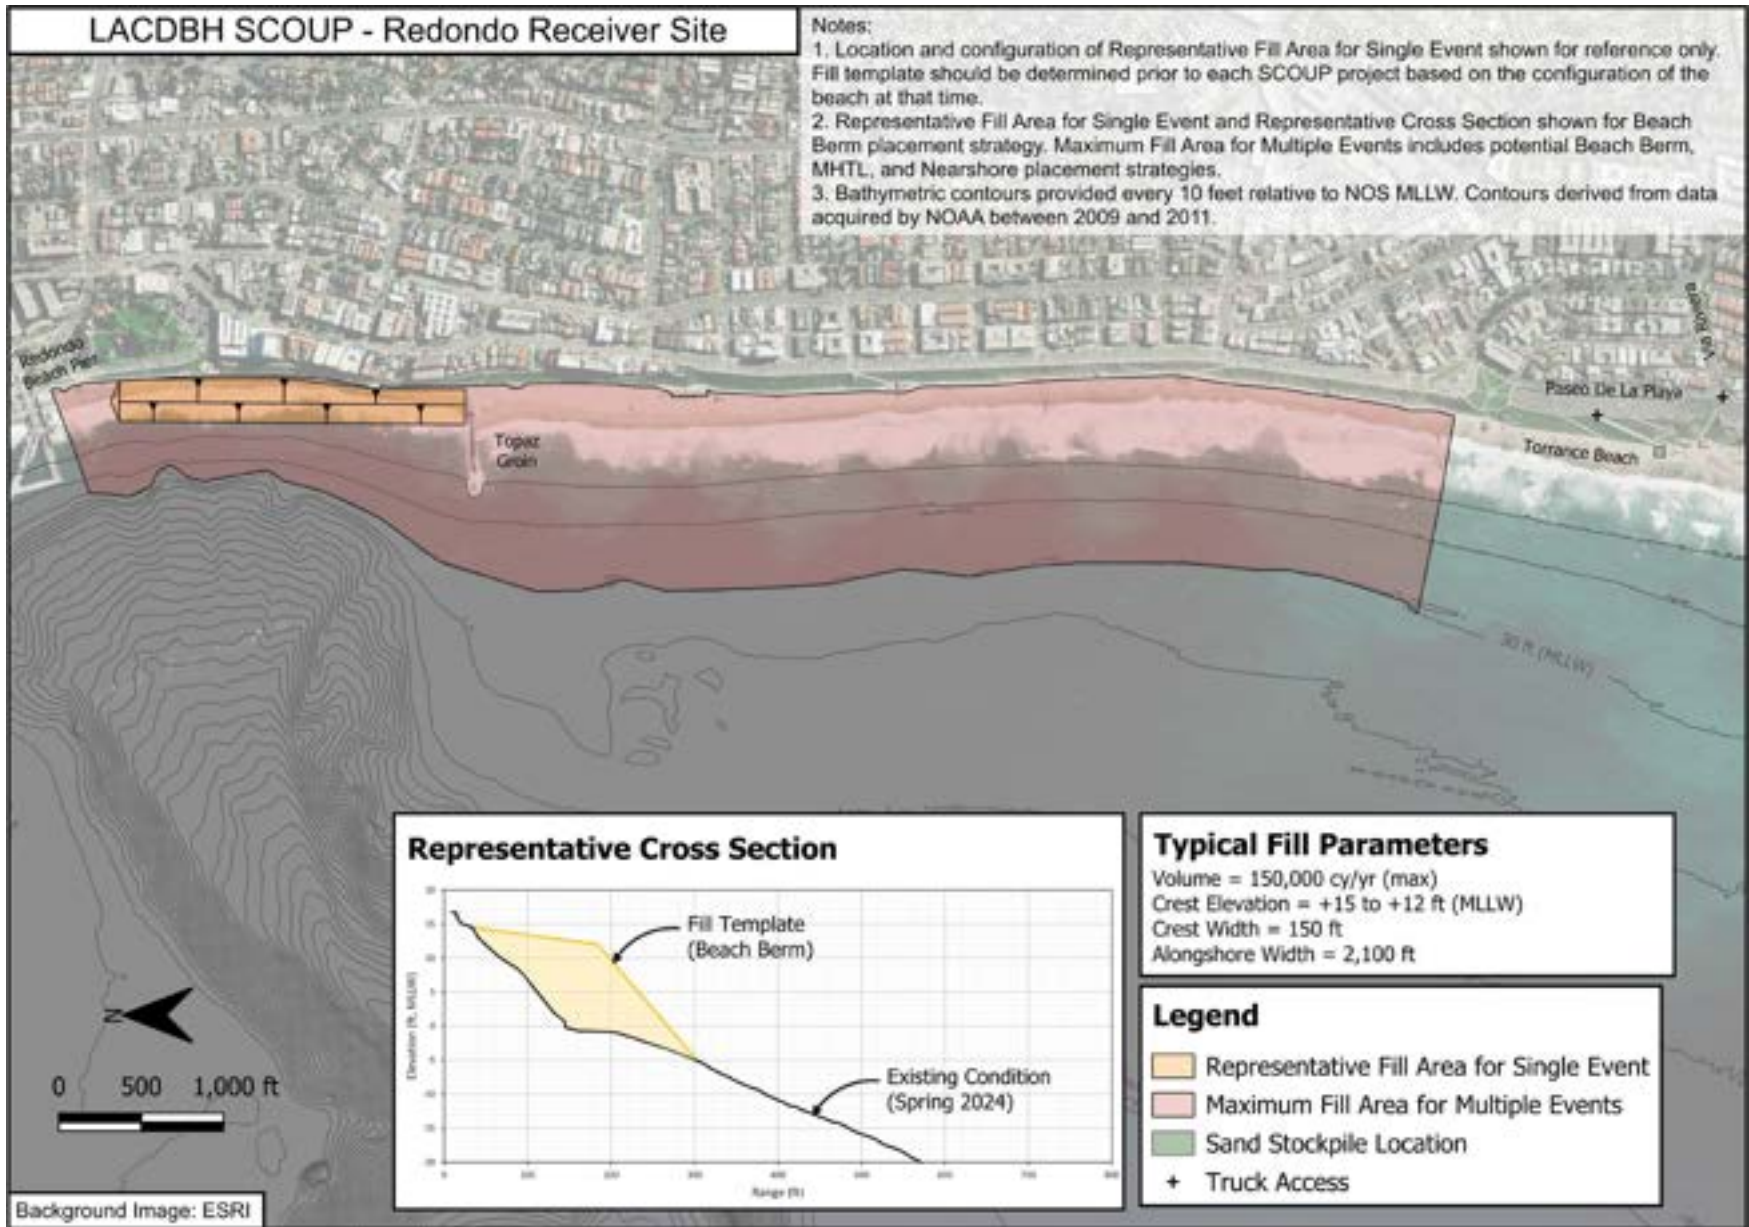 LACDBH SCOUP - Redondo Receiver Site
Notes:
1. Location and configuration of Representative Fill Area for Single Event shown for reference only.
Fill template should be determined prior to each SCOUP project based on the configuration of the
beach at that time.
2. Representative Fill Area for Single Event and Representative Cross Section shown for Beach
Berm placement strategy. Maximum Fill Area for Multiple Events includes potential Beach Berm,
MHTL, and Nearshore placement strategies.
3. Bathymetric contours provided every 10 feet relative to NOS MLLW. Contours derived from data
acquired by NOAA between 2009 and 2011.
Redondo
Beach Pier
Via Riviera
Paseo De La Playa
Torrance Beach
Topaz
Groin
30 ft (MLLW)
Representative Cross Section
Fill Template
(Beach Berm)
Existing Condition
(Spring 2024)
Elevation (ft, MLLW)
0 100 200 300 400 500 600 700 800
Range (ft)
Typical Fill Parameters
Volume = 150,000 cy/yr (max)
Crest Elevation = +15 to +12 ft (MLLW)
Crest Width = 150 ft
Alongshore Width = 2,100 ft
Legend
Representative Fill Area for Single Event
Maximum Fill Area for Multiple Events
Sand Stockpile Location
Truck Access
N
0 500 1,000 ft
Background Image: ESRI